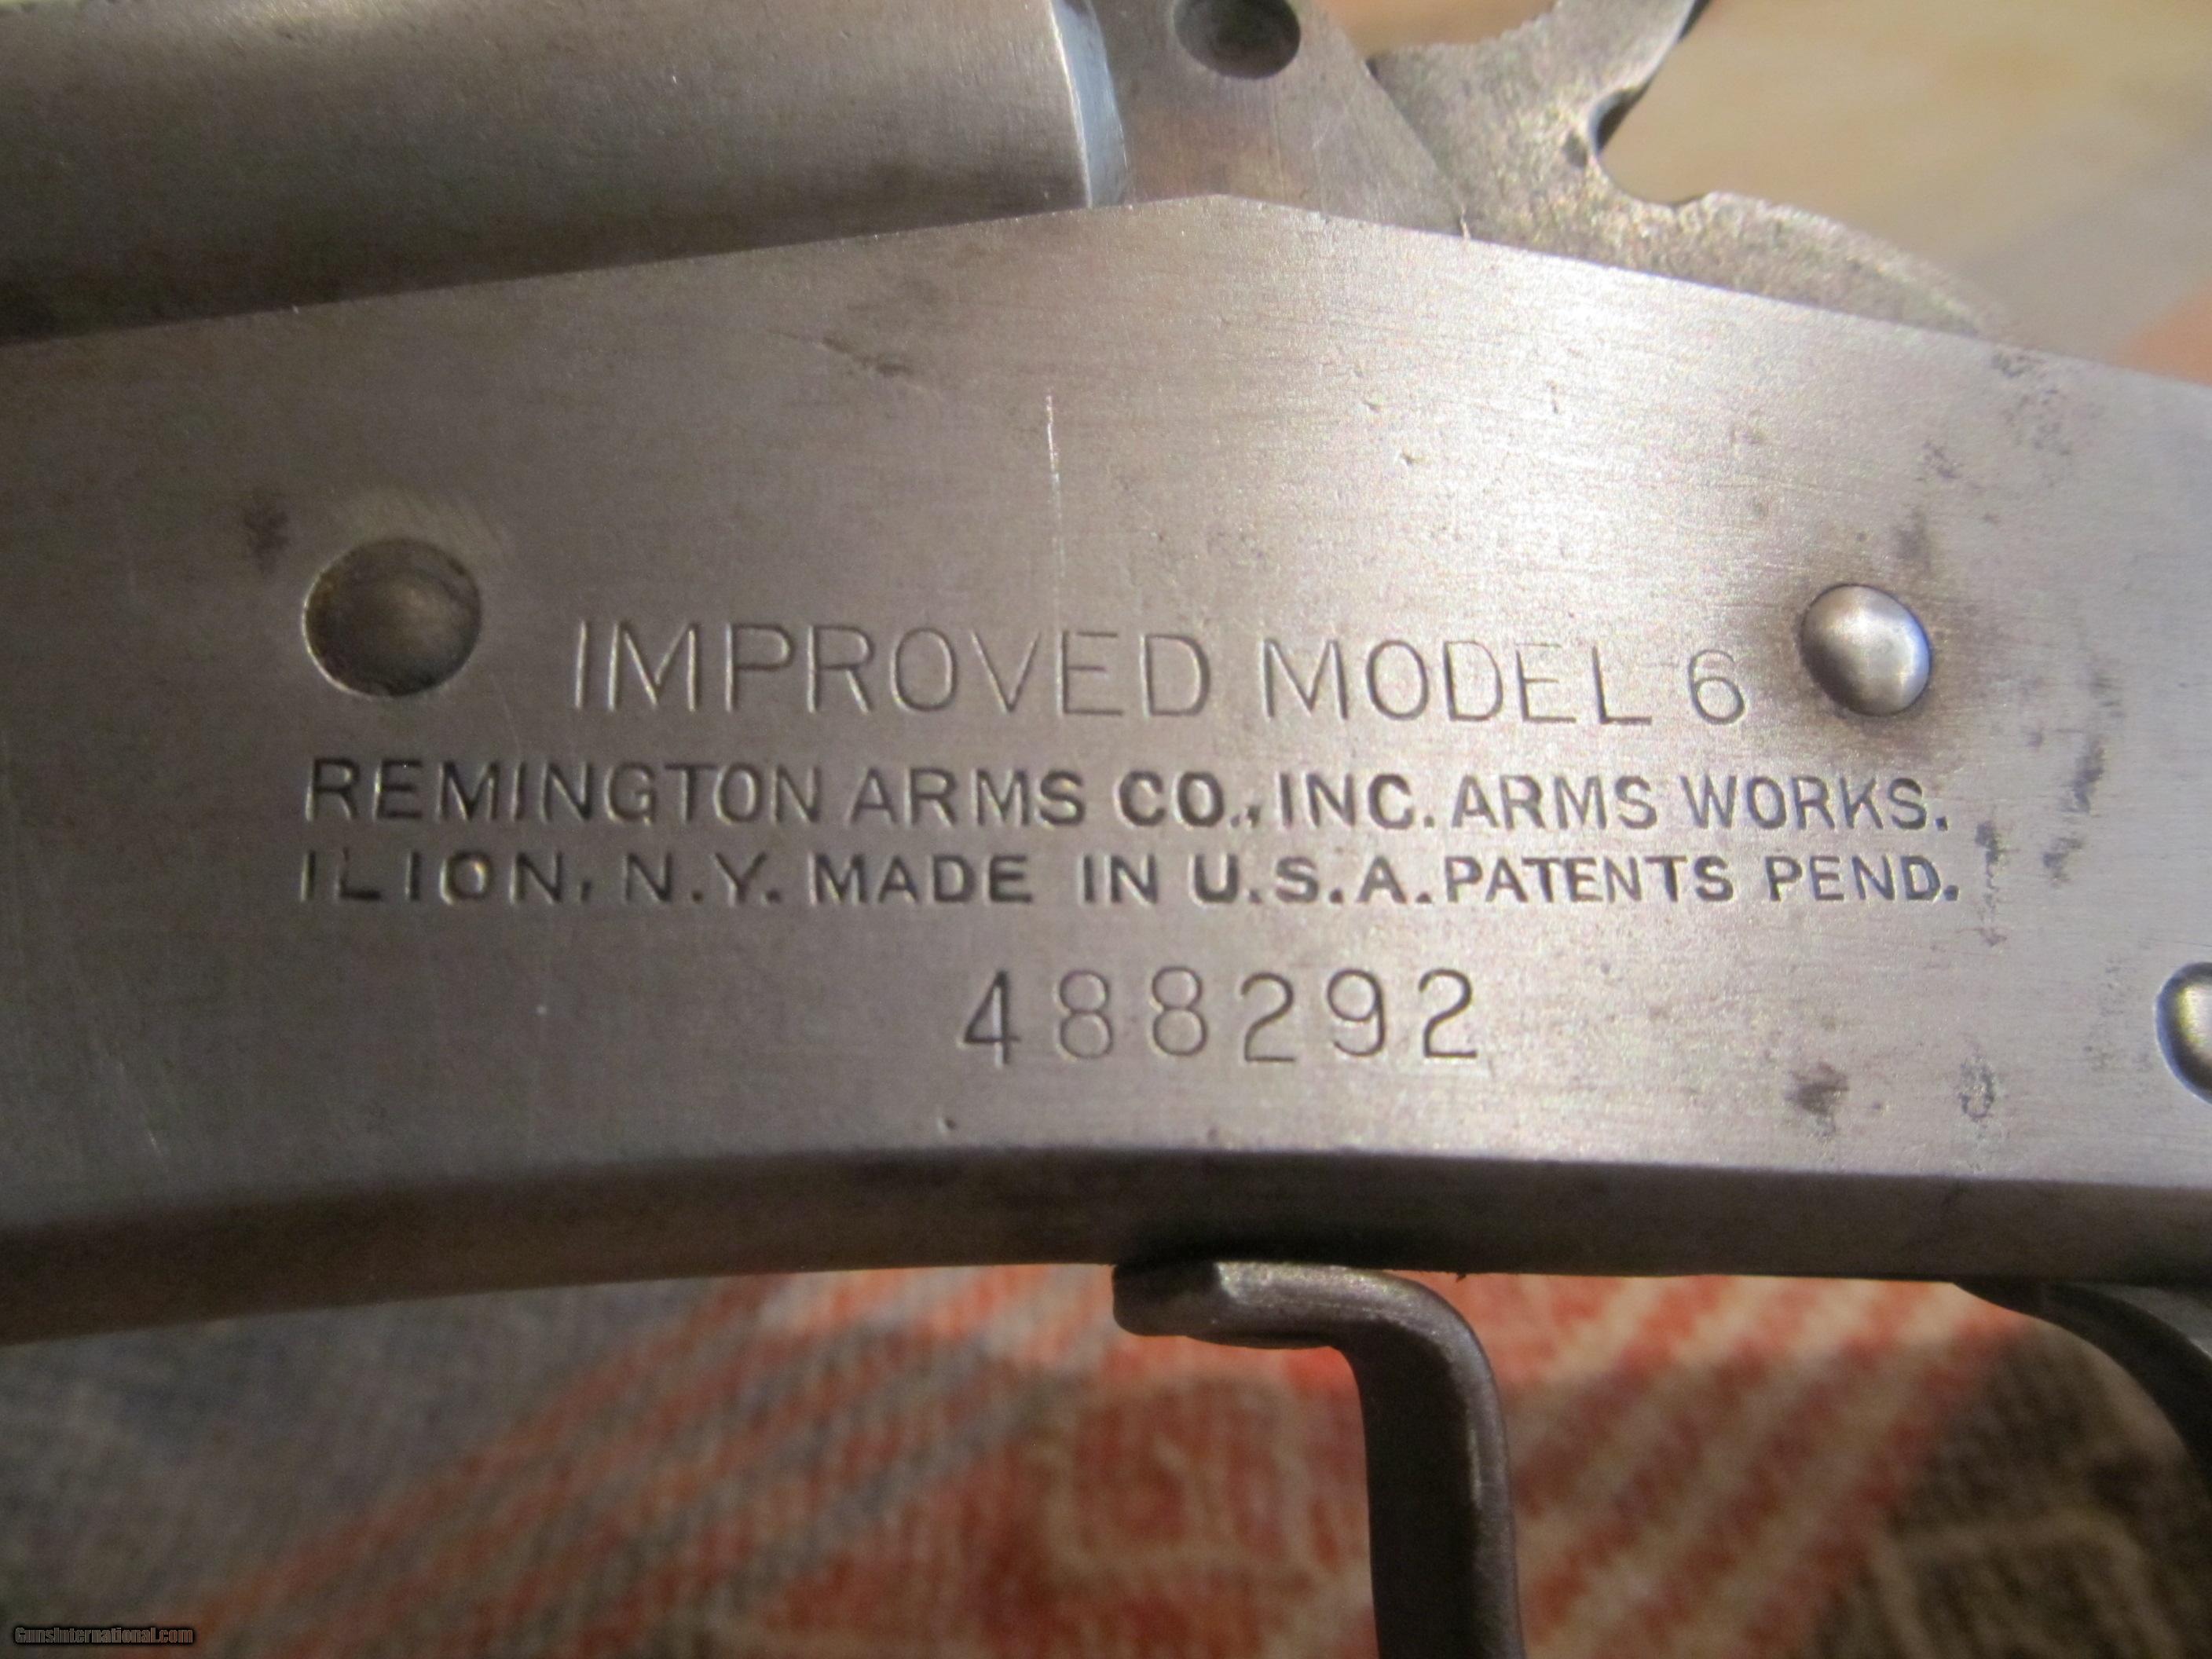 IMPROVED MODEL 6
REMINGTON ARMS CO., INC. ARMS WORKS.
ILION, N.Y. MADE IN U.S.A. PATENTS PEND.
488292
GunsInternational.com